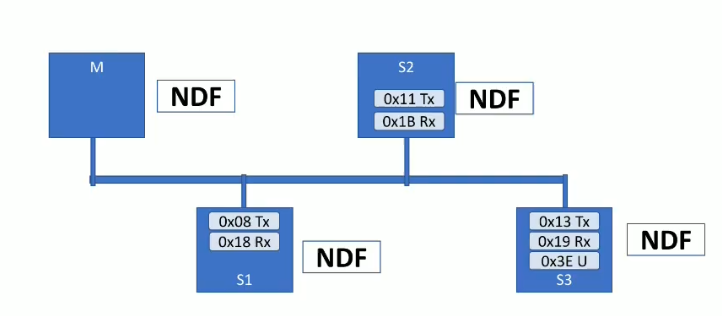 M
NDF
S2
0x11 Tx
0x1B Rx
NDF
0x08 Tx
0x18 Rx
S1
NDF
0x13 Tx
0x19 Rx
0x3E U
S3
NDF